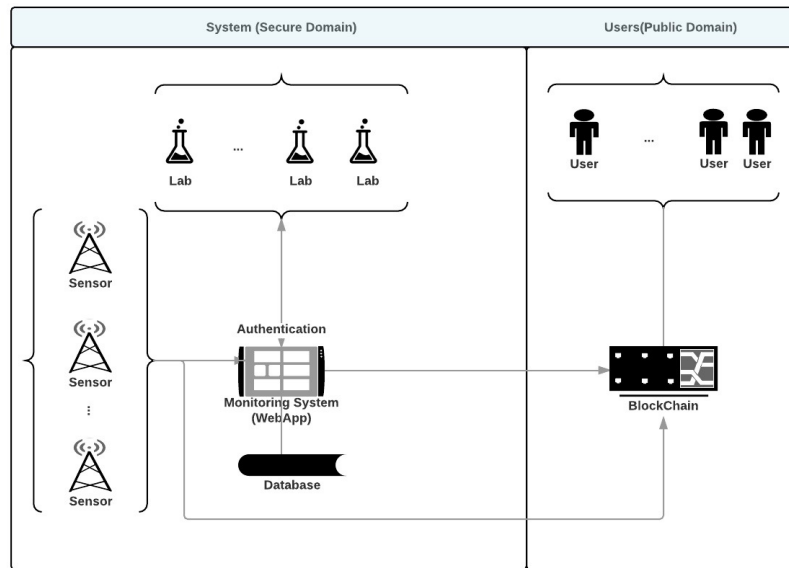 System (Secure Domain)
Users(Public Domain)
...
Lab
Lab
Lab
...
User
User
User
Sensor
Sensor
...
Sensor
Authentication
Monitoring System
(WebApp)
Database
BlockChain